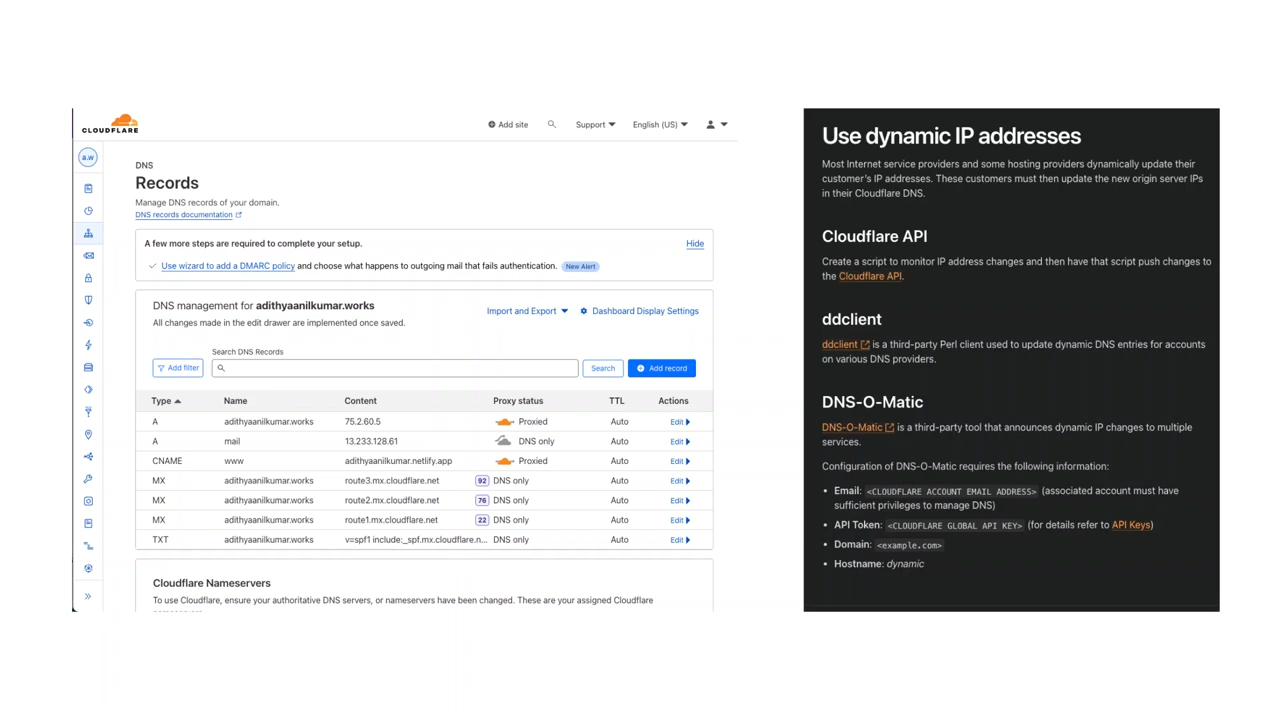 CLOUDFLARE
Add site
Support
English (US)
a.w
DNS
Records
Manage DNS records of your domain.
DNS records documentation
A few more steps are required to complete your setup.
Hide
Use wizard to add a DMARC policy and choose what happens to outgoing mail that fails authentication. New Alert
DNS management for adithyaanilkumar.works
Import and Export
Dashboard Display Settings
All changes made in the edit drawer are implemented once saved.
Search DNS Records
Add filter
Search
Add record
Type Name Content Proxy status TTL Actions
A adithyaanilkumar.works 75.2.60.5 Proxied Auto Edit
A mail 13.233.128.61 DNS only Auto Edit
CNAME www adithyaanilkumar.netlify.app Proxied Auto Edit
MX adithyaanilkumar.works route3.mx.cloudflare.net 92 DNS only Auto Edit
MX adithyaanilkumar.works route2.mx.cloudflare.net 76 DNS only Auto Edit
MX adithyaanilkumar.works route1.mx.cloudflare.net 22 DNS only Auto Edit
TXT adithyaanilkumar.works v=spf1 include:_spf.mx.cloudflare.n... DNS only Auto Edit
Cloudflare Nameservers
To use Cloudflare, ensure your authoritative DNS servers, or nameservers have been changed. These are your assigned Cloudflare
Use dynamic IP addresses
Most Internet service providers and some hosting providers dynamically update their
customer's IP addresses. These customers must then update the new origin server IPs
in their Cloudflare DNS.
Cloudflare API
Create a script to monitor IP address changes and then have that script push changes to
the Cloudflare API.
ddclient
ddclient is a third-party Perl client used to update dynamic DNS entries for accounts
on various DNS providers.
DNS-O-Matic
DNS-O-Matic is a third-party tool that announces dynamic IP changes to multiple
services.
Configuration of DNS-O-Matic requires the following information:
• Email: <CLOUDFLARE ACCOUNT EMAIL ADDRESS> (associated account must have
sufficient privileges to manage DNS)
• API Token: <CLOUDFLARE GLOBAL API KEY> (for details refer to API Keys)
• Domain: <example.com>
• Hostname: dynamic